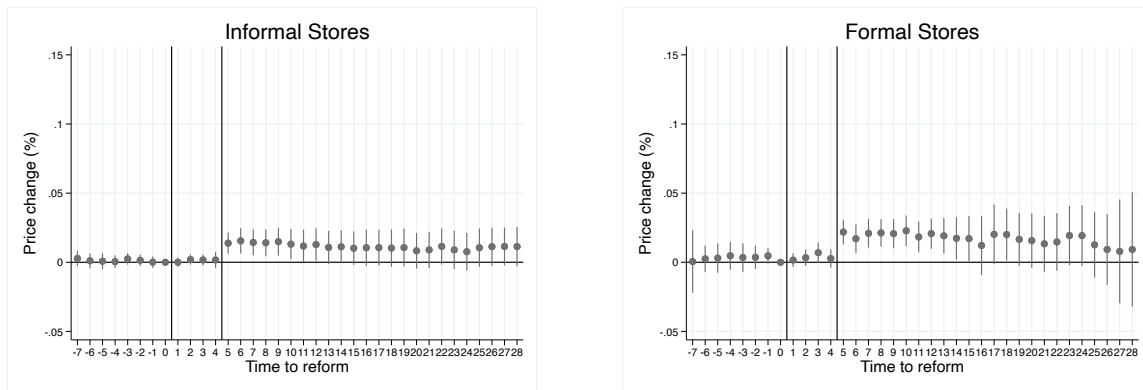 Informal Stores
.15
.1
.05
0
-.05
Price change (%)
-7 -6 -5 -4 -3 -2 -1 0 1 2 3 4 5 6 7 8 9 10 11 12 13 14 15 16 17 18 19 20 21 22 23 24 25 26 27 28
Time to reform
Formal Stores
.15
.1
.05
0
-.05
Price change (%)
-7 -6 -5 -4 -3 -2 -1 0 1 2 3 4 5 6 7 8 9 10 11 12 13 14 15 16 17 18 19 20 21 22 23 24 25 26 27 28
Time to reform